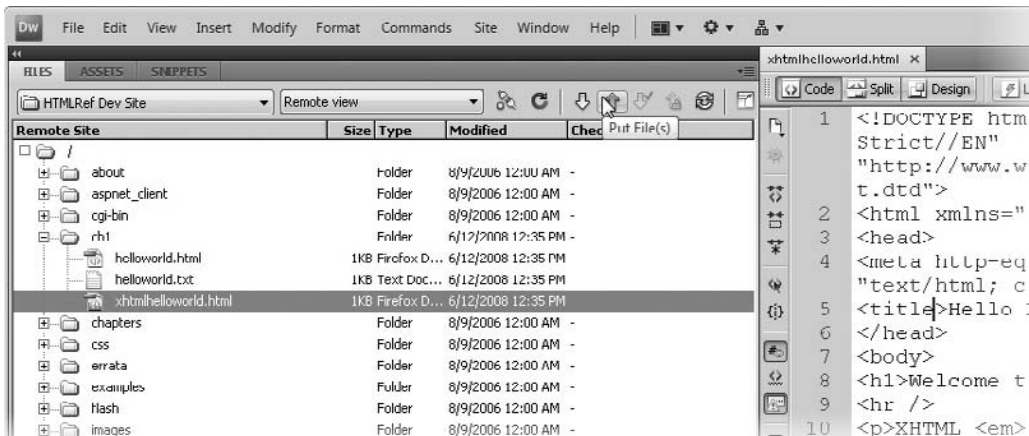 Dw File Edit View Insert Modify Format Commands Site Window Help
FILES ASSETS SNIPPETS
HTMLRef Dev Site Remote view
Put File(s)
Remote Site Size Type Modified Chec
/
about Folder 8/9/2006 12:00 AM -
aspnet_client Folder 8/9/2006 12:00 AM -
cgi-bin Folder 8/9/2006 12:00 AM -
ch1 Folder 6/12/2008 12:35 PM -
helloworld.html 1KB Firefox D... 6/12/2008 12:35 PM
helloworld.txt 1KB Text Doc... 6/12/2008 12:35 PM
xhtmlhelloworld.html 1KB Firefox D... 6/12/2008 12:35 PM
chapters Folder 8/9/2006 12:00 AM -
css Folder 8/9/2006 12:00 AM -
errata Folder 8/9/2006 12:00 AM -
examples Folder 8/9/2006 12:00 AM -
flash Folder 8/9/2006 12:00 AM -
images Folder 8/9/2006 12:00 AM -
xhtmlhelloworld.html ×
Code Split Design L
1 <!DOCTYPE htm
Strict//EN"
"http://www.w
t.dtd">
2 <html xmlns="
3 <head>
4 <meta http-eq
"text/html; c
5 <title>Hello
6 </head>
7 <body>
8 <h1>Welcome t
9 <hr />
10 <p>XHTML <em>